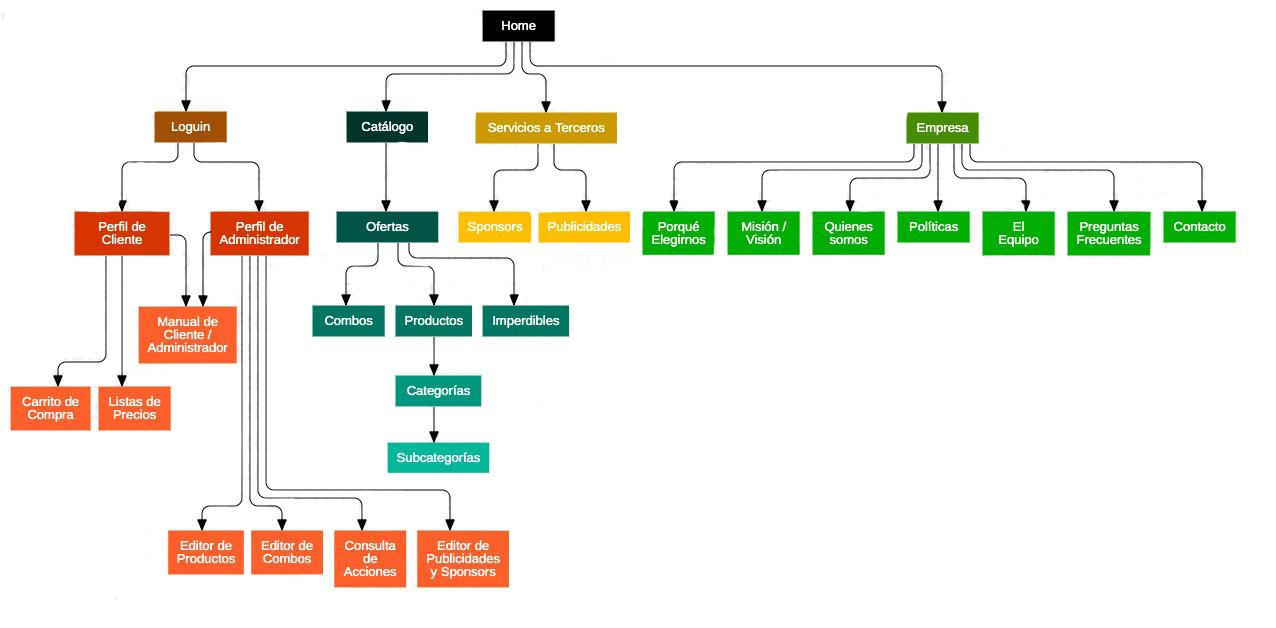 Home
Loguin
Catálogo
Servicios a Terceros
Empresa
Perfil de
Cliente
Perfil de
Administrador
Ofertas
Sponsors
Publicidades
Porqué
Elegirnos
Misión /
Visión
Quienes
somos
Políticas
El
Equipo
Preguntas
Frecuentes
Contacto
Manual de
Cliente /
Administrador
Combos
Productos
Imperdibles
Carrito de
Compra
Listas de
Precios
Categorías
Subcategorías
Editor de
Productos
Editor de
Combos
Consulta
de
Acciones
Editor de
Publicidades
y Sponsors